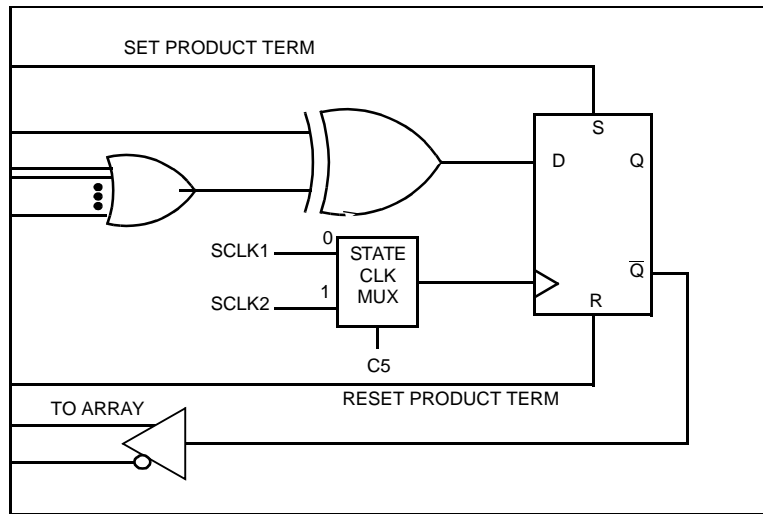 SET PRODUCT TERM
S
D
Q
SCLK1
0
STATE
CLK
MUX
SCLK2
1
Q̅
R
C5
RESET PRODUCT TERM
TO ARRAY